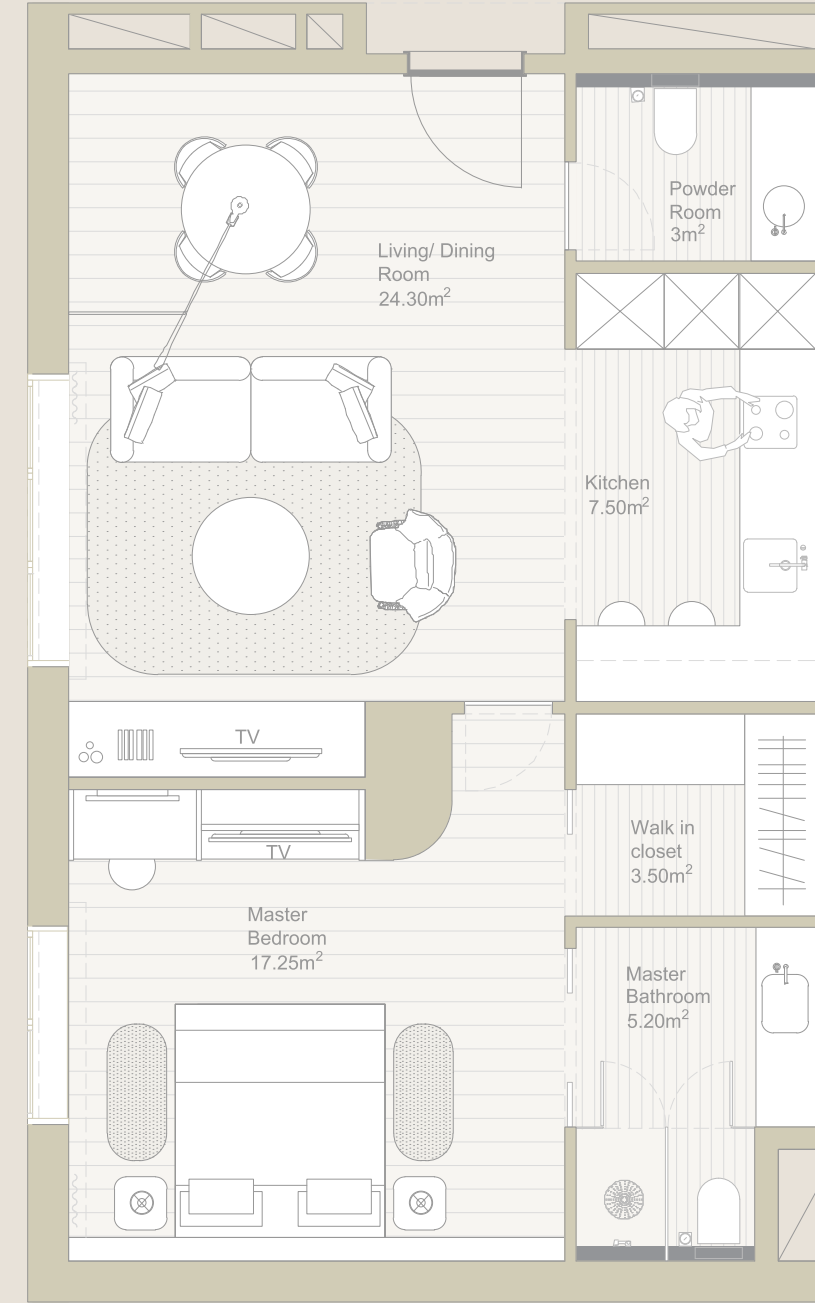 Powder
Room
3m²
Living/ Dining
Room
24.30m²
Kitchen
7.50m²
TV
TV
Walk in
closet
3.50m²
Master
Bedroom
17.25m²
Master
Bathroom
5.20m²